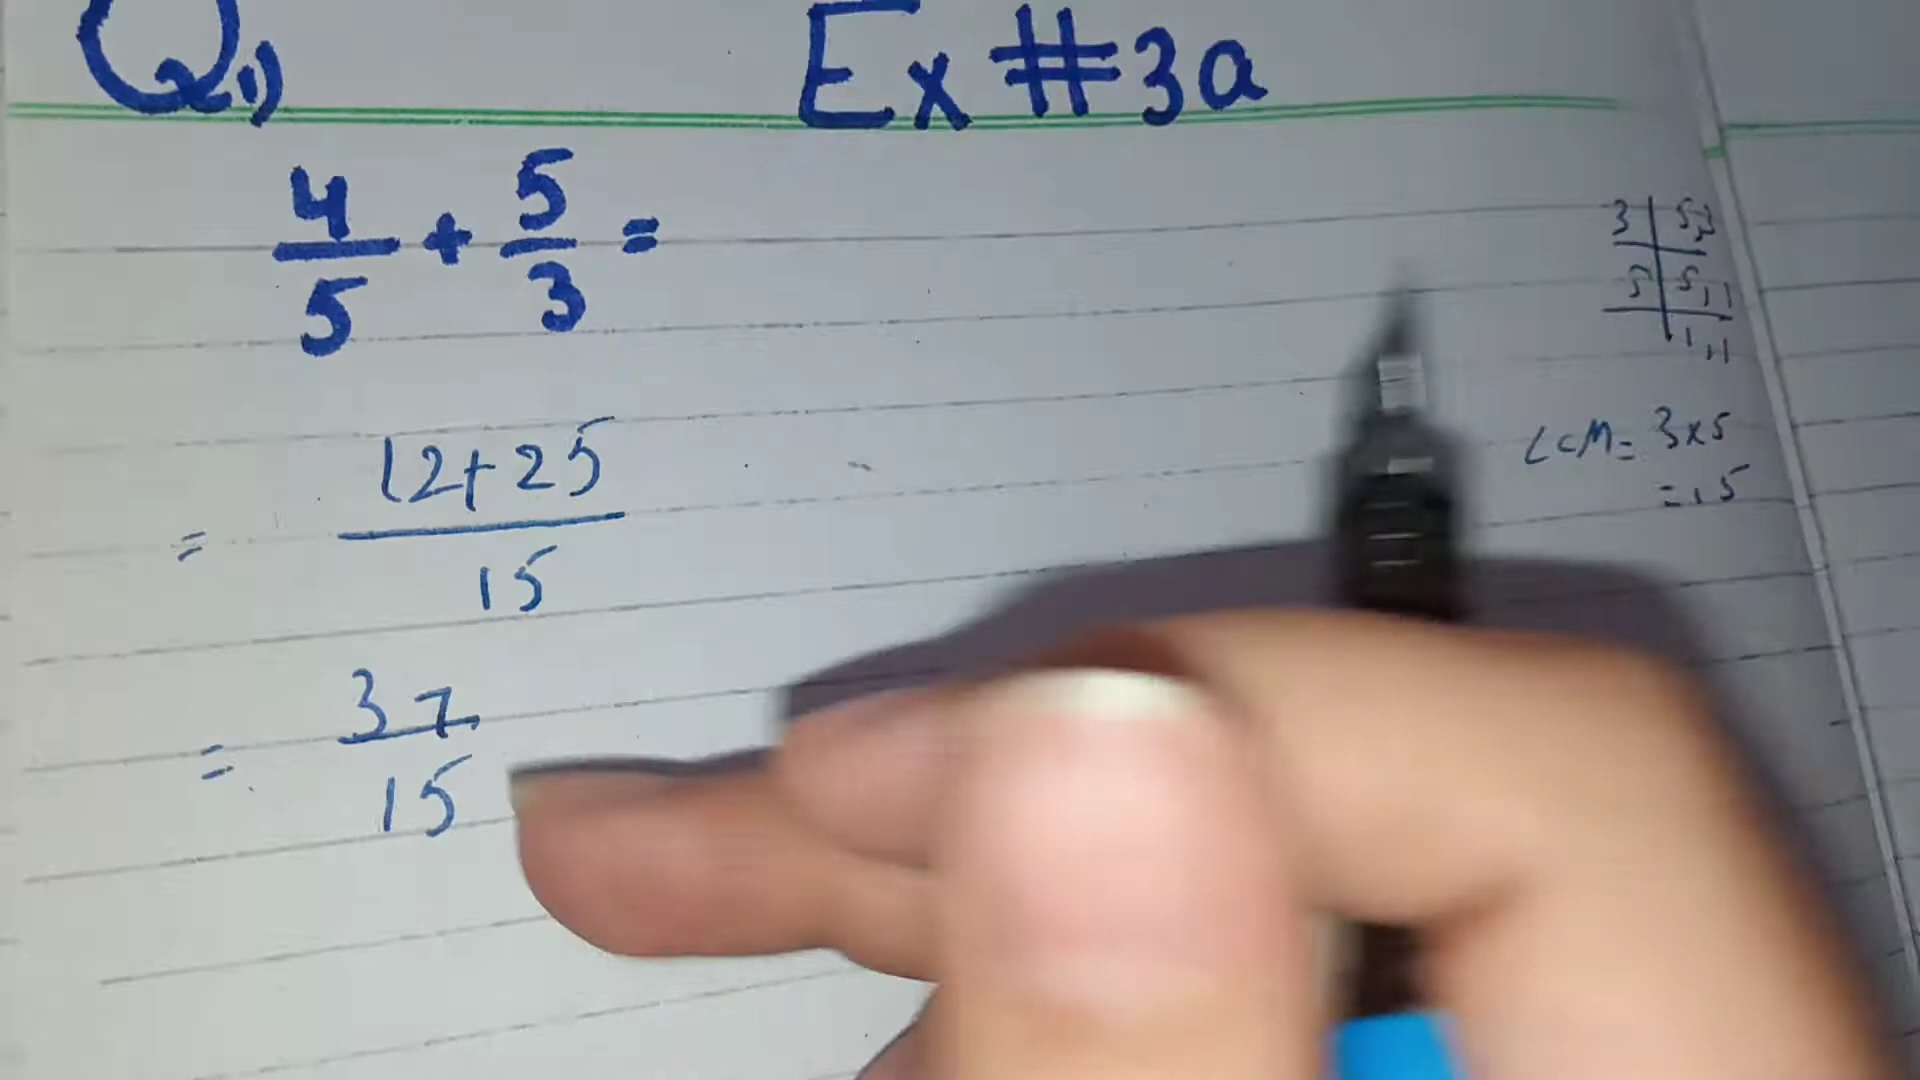 Q1) Ex #3a
4/5 + 5/3 =
= 12+25/15
= 37/15
3 | 5,3
5 | 5,1
1,1
LCM = 3x5
= 15